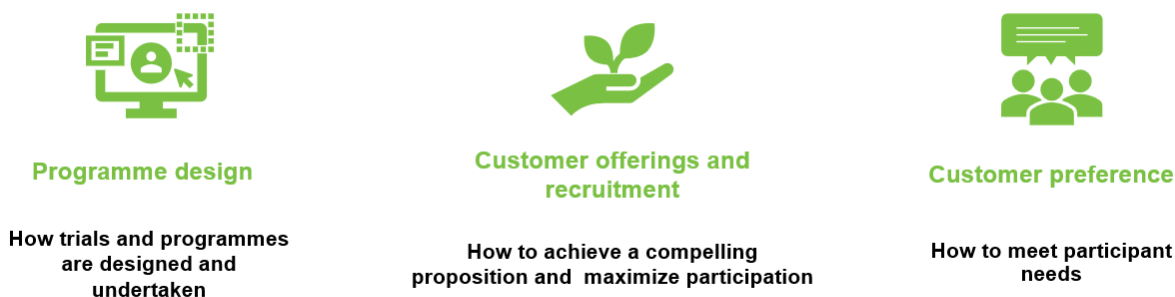 Programme design
How trials and programmes
are designed and
undertaken
Customer offerings and
recruitment
How to achieve a compelling
proposition and  maximize participation
Customer preference
How to meet participant
needs